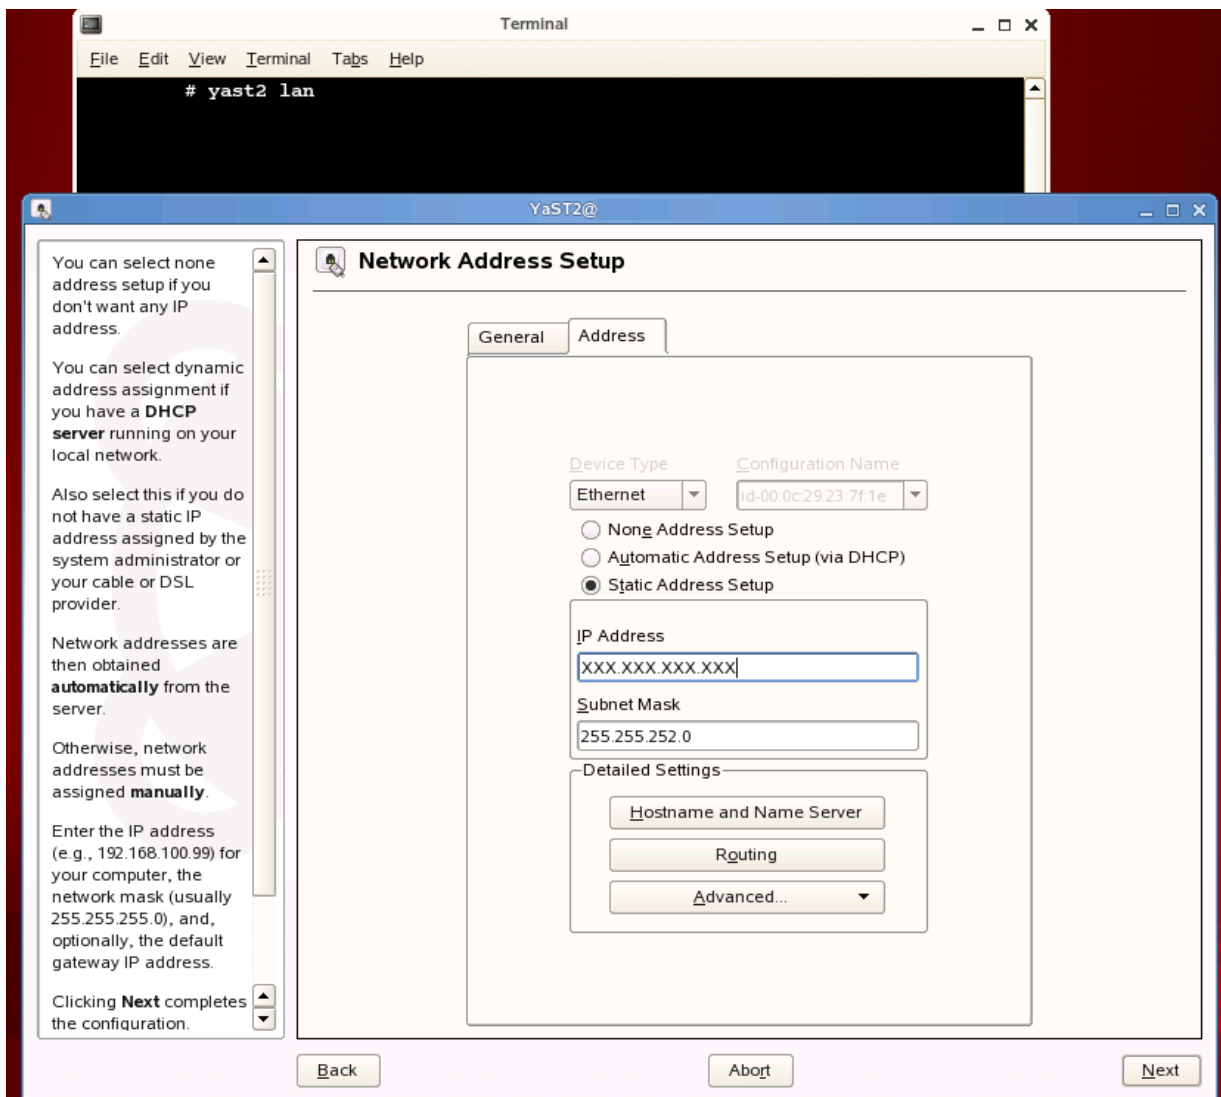 Terminal
File Edit View Terminal Tabs Help
# yast2 lan
YaST2@
You can select none
address setup if you
don't want any IP
address.
You can select dynamic
address assignment if
you have a DHCP
server running on your
local network.
Also select this if you do
not have a static IP
address assigned by the
system administrator or
your cable or DSL
provider.
Network addresses are
then obtained
automatically from the
server.
Otherwise, network
addresses must be
assigned manually.
Enter the IP address
(e.g., 192.168.100.99) for
your computer, the
network mask (usually
255.255.255.0), and,
optionally, the default
gateway IP address.
Clicking Next completes
the configuration.
Network Address Setup
General Address
Device Type Configuration Name
Ethernet id-00:0c:29:23:7f:1e
None Address Setup
Automatic Address Setup (via DHCP)
Static Address Setup
IP Address
XXX.XXX.XXX.XXX
Subnet Mask
255.255.252.0
Detailed Settings
Hostname and Name Server
Routing
Advanced...
Back Abort Next